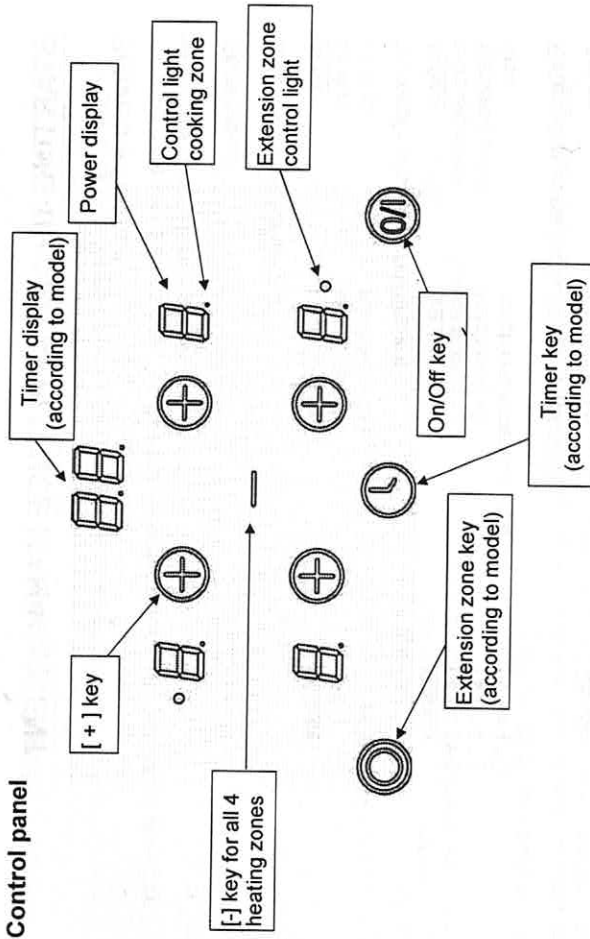 Control panel
Timer display
(according to model)
Power display
[ + ] key
Control light
cooking zone
[-] key for all 4
heating zones
Extension zone
control light
O/I
On/Off key
Extension zone key
(according to model)
Timer key
(according to model)